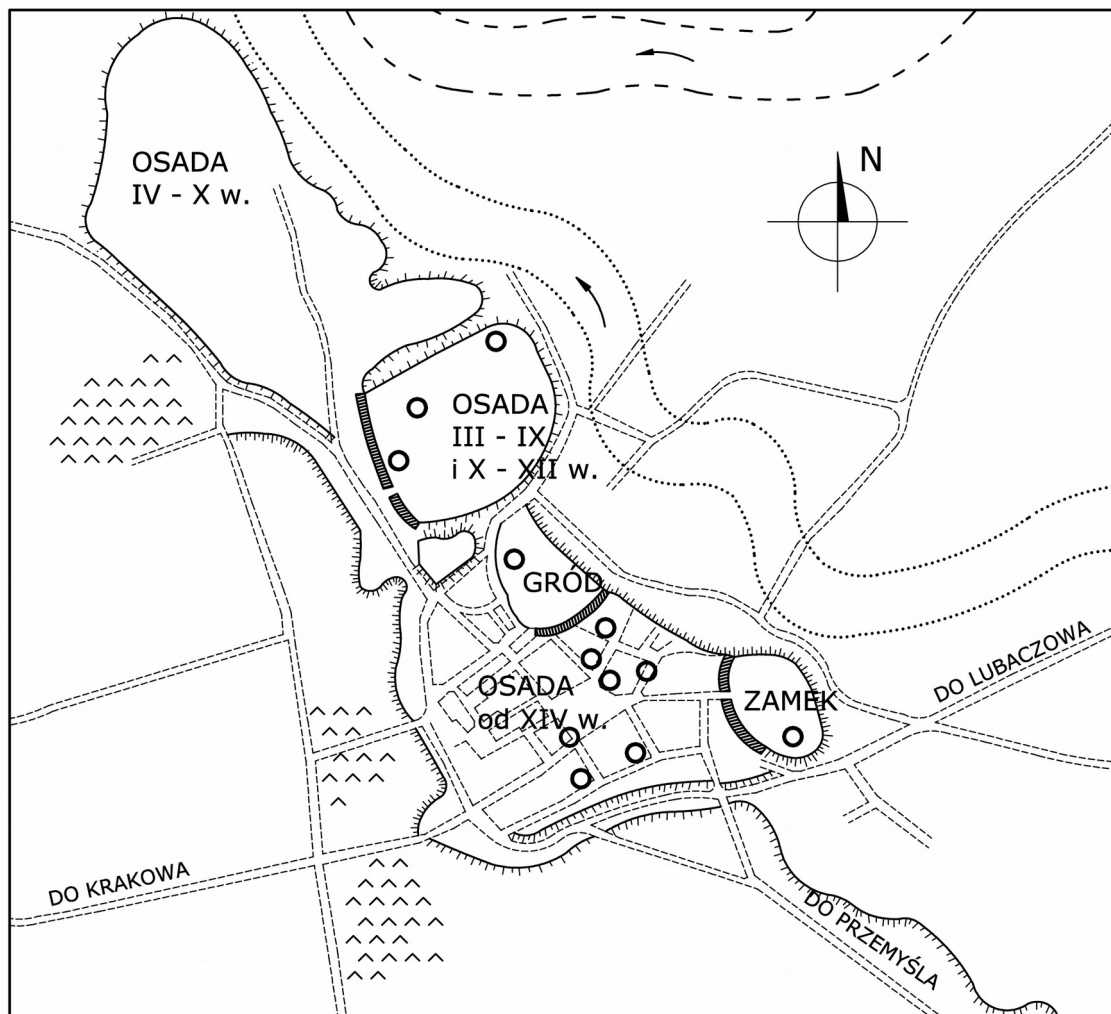 N
OSADA
IV - X w.
OSADA
III - IX
i X - XII w.
GRÓD
OSADA
od XIV w.
ZAMEK
DO LUBACZOWA
DO KRAKOWA
DO PRZEMYŚLA